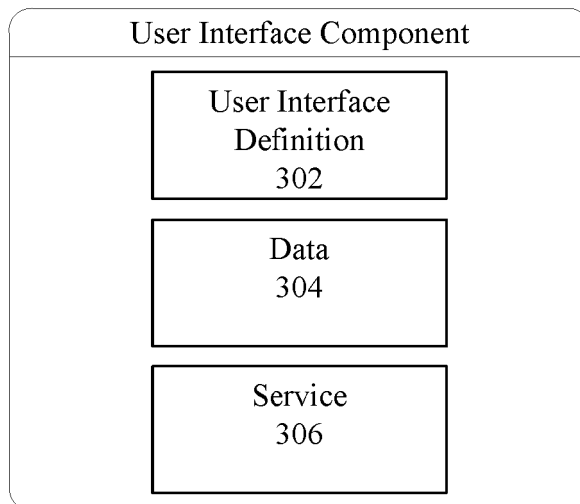 User Interface Component
User Interface
Definition
302
Data
304
Service
306